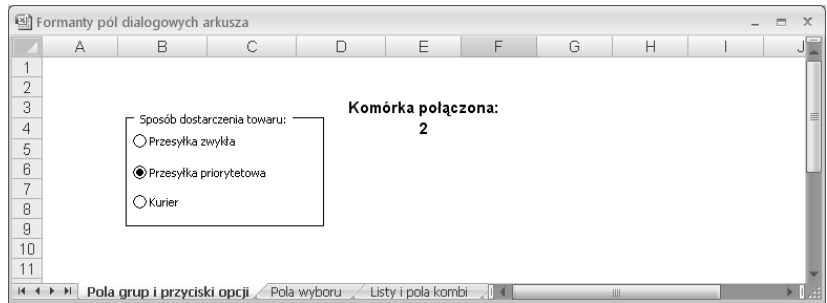 Formanty pól dialogowych arkusza
A B C D E F G H I J
1
2
3 Komórka połączona:
Sposób dostarczenia towaru:
4 2
5 Przesyłka zwykła
6 Przesyłka priorytetowa
7
8 Kurier
9
10
11
Pola grup i przyciski opcji Pola wyboru Listy i pola kombi